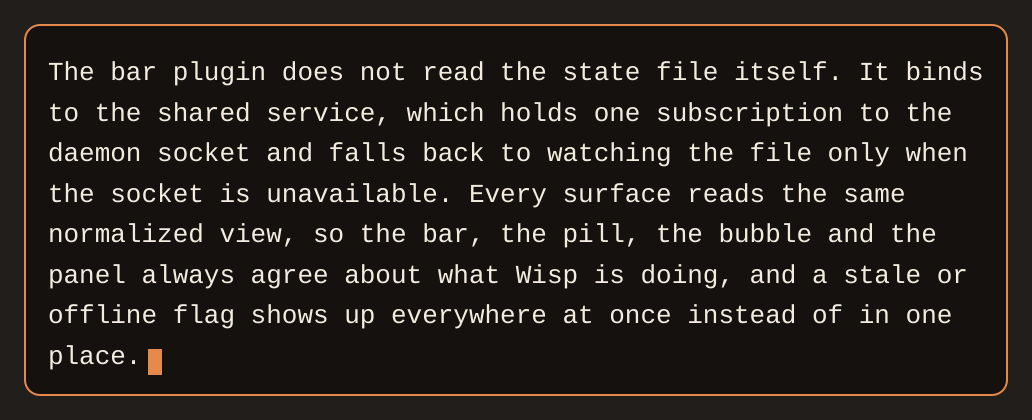 The bar plugin does not read the state file itself. It binds
to the shared service, which holds one subscription to the
daemon socket and falls back to watching the file only when
the socket is unavailable. Every surface reads the same
normalized view, so the bar, the pill, the bubble and the
panel always agree about what Wisp is doing, and a stale or
offline flag shows up everywhere at once instead of in one
place.